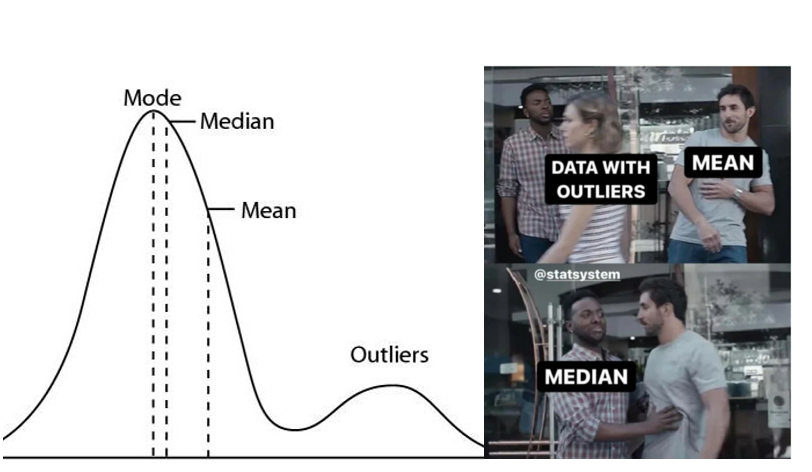 Mode
Median
Mean
Outliers
DATA WITH
OUTLIERS
MEAN
@statsystem
MEDIAN